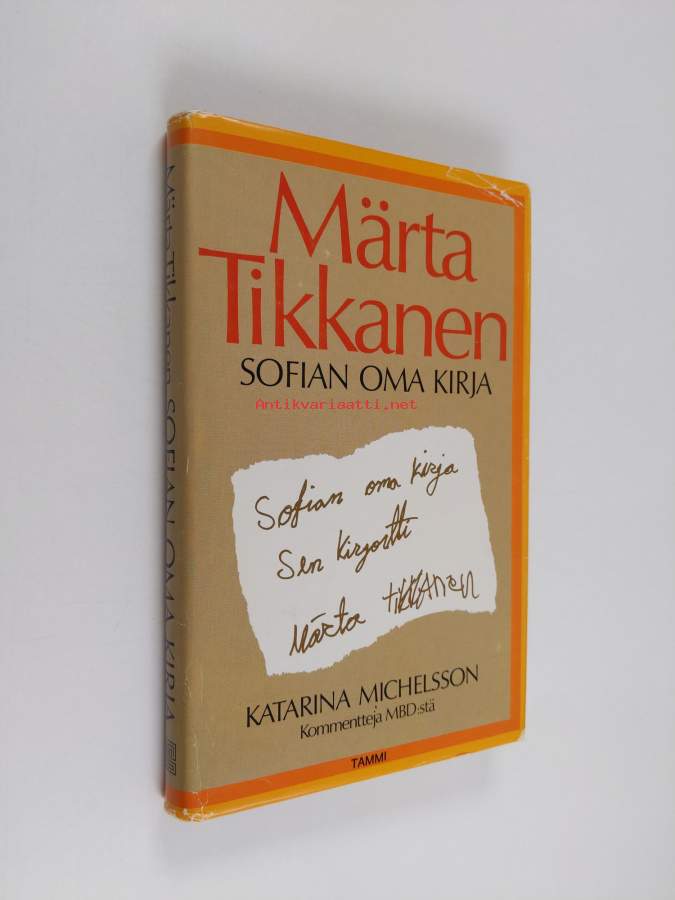 Märta
Tikkanen
SOFIAN OMA KIRJA
Antikvariaatti.net
Sofian oma kirja
Sen kirjoitti
Märta TIKKAnen
KATARINA MICHELSSON
Kommentteja MBD:stä
TAMMI
Märta Tikkanen SOFIAN OMA KIRJA